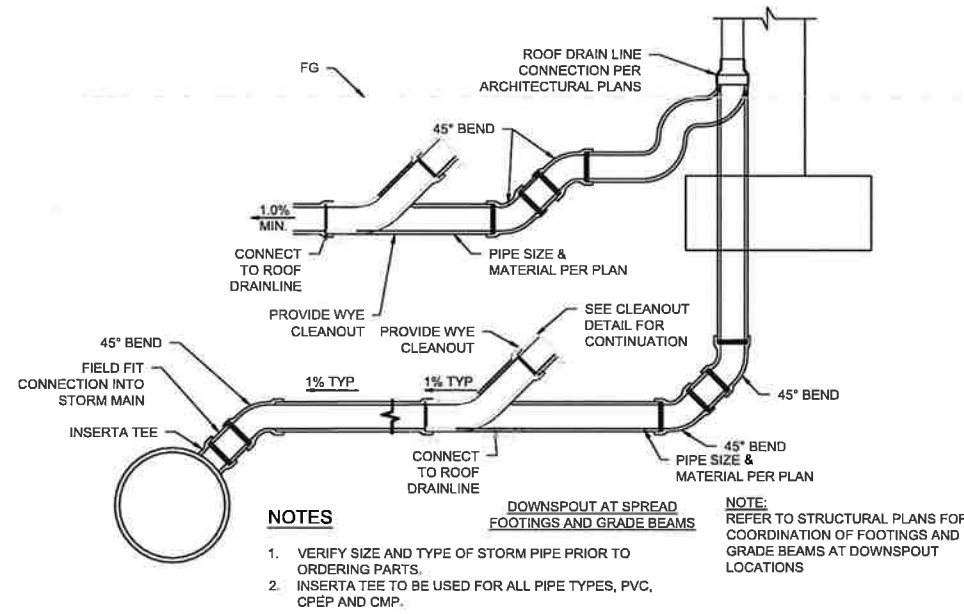 ROOF DRAIN LINE
CONNECTION PER
ARCHITECTURAL PLANS
FG
45° BEND
1.0%
MIN.
CONNECT
TO ROOF
DRAINLINE
PIPE SIZE &
MATERIAL PER PLAN
PROVIDE WYE
CLEANOUT
PROVIDE WYE
CLEANOUT
SEE CLEANOUT
DETAIL FOR
CONTINUATION
45° BEND
FIELD FIT
CONNECTION INTO
STORM MAIN
1% TYP
1% TYP
45° BEND
INSERTA TEE
45° BEND
PIPE SIZE &
MATERIAL PER PLAN
CONNECT
TO ROOF
DRAINLINE
DOWNSPOUT AT SPREAD
FOOTINGS AND GRADE BEAMS
NOTE:
REFER TO STRUCTURAL PLANS FOR
COORDINATION OF FOOTINGS AND
GRADE BEAMS AT DOWNSPOUT
LOCATIONS
NOTES
1. VERIFY SIZE AND TYPE OF STORM PIPE PRIOR TO
ORDERING PARTS.
2. INSERTA TEE TO BE USED FOR ALL PIPE TYPES, PVC,
CPEP AND CMP.